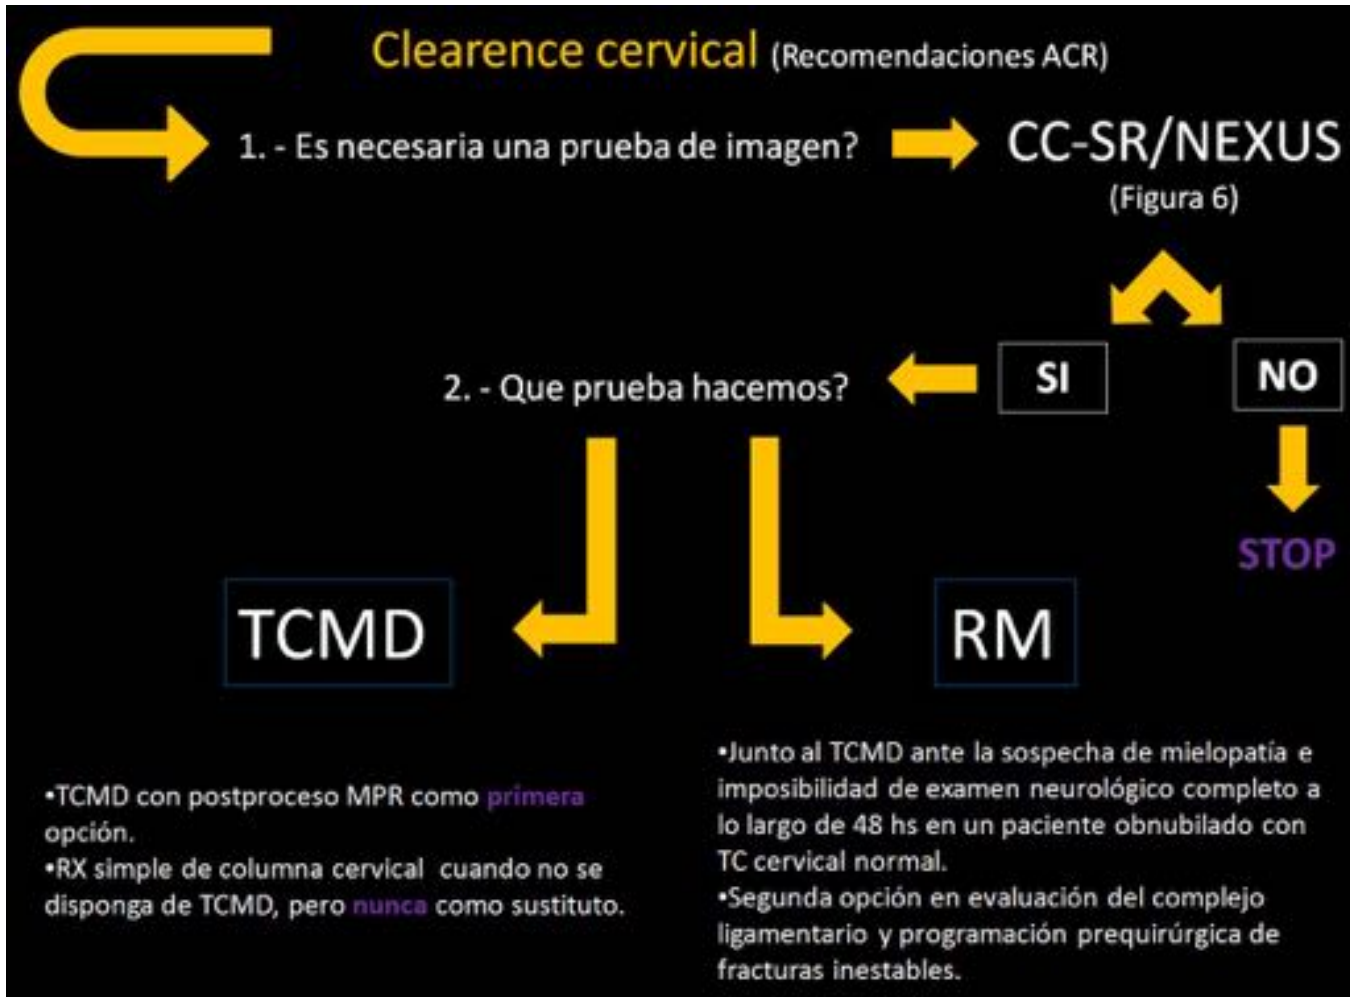 Clearence cervical (Recomendaciones ACR)
1. - Es necesaria una prueba de imagen?
CC-SR/NEXUS
(Figura 6)
SI
NO
2. - Que prueba hacemos?
STOP
TCMD
RM
•TCMD con postproceso MPR como primera
opción.
•RX simple de columna cervical cuando no se
disponga de TCMD, pero nunca como sustituto.
•Junto al TCMD ante la sospecha de mielopatía e
imposibilidad de examen neurológico completo a
lo largo de 48 hs en un paciente obnubilado con
TC cervical normal.
•Segunda opción en evaluación del complejo
ligamentario y programación prequirúrgica de
fracturas inestables.